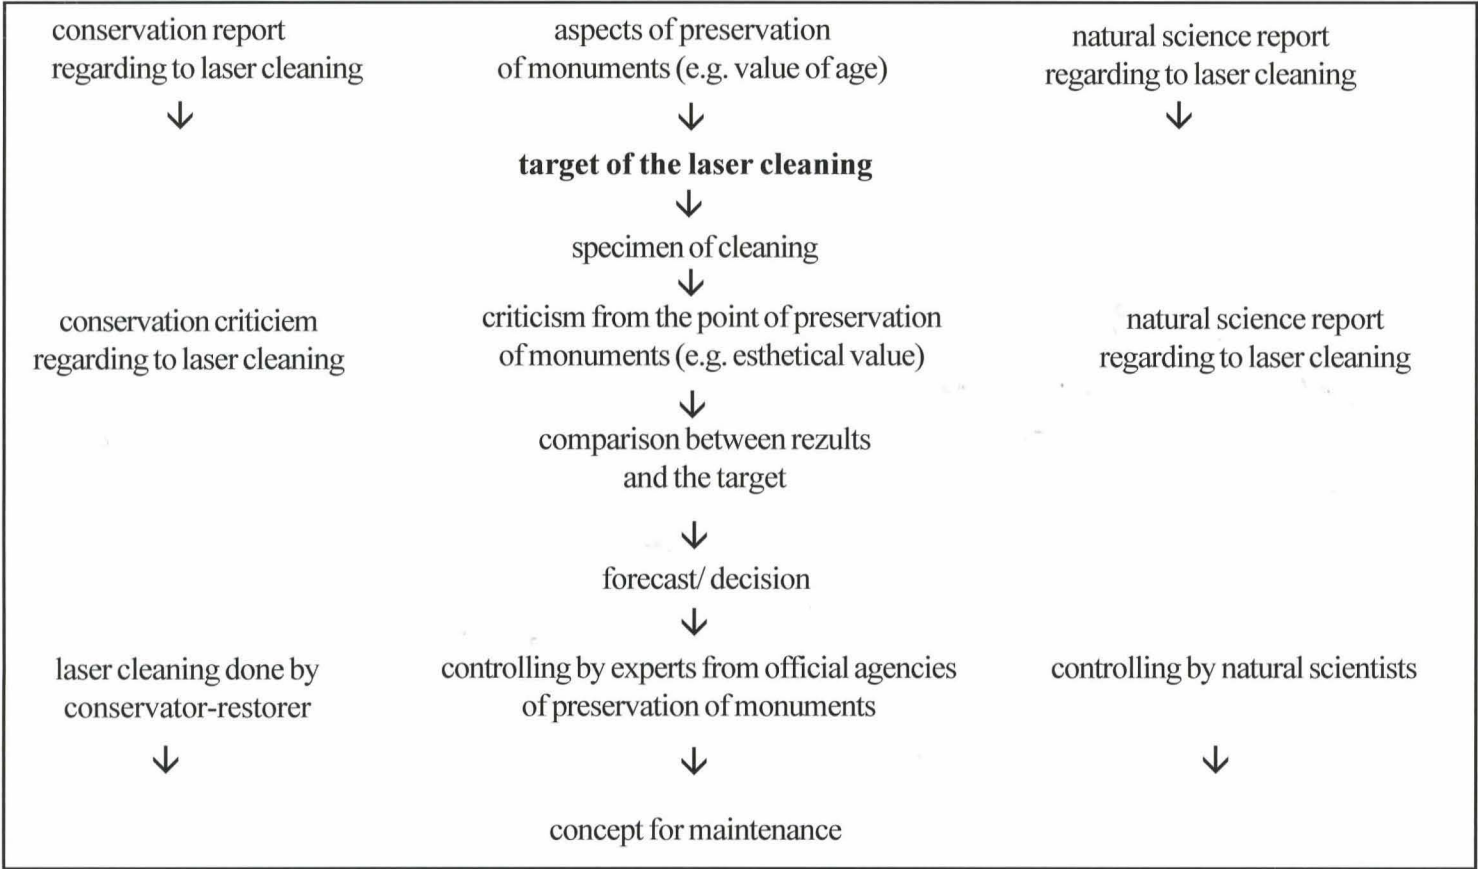 conservation report
regarding to laser cleaning
aspects of preservation
of monuments (e.g. value of age)
natural science report
regarding to laser cleaning
↓ ↓ ↓
target of the laser cleaning
↓
specimen of cleaning
↓
conservation criticiem
regarding to laser cleaning
criticism from the point of preservation
of monuments (e.g. esthetical value)
natural science report
regarding to laser cleaning
↓
comparison between rezults
and the target
↓
forecast/ decision
↓
laser cleaning done by
conservator-restorer
controlling by experts from official agencies
of preservation of monuments
controlling by natural scientists
↓ ↓ ↓
concept for maintenance